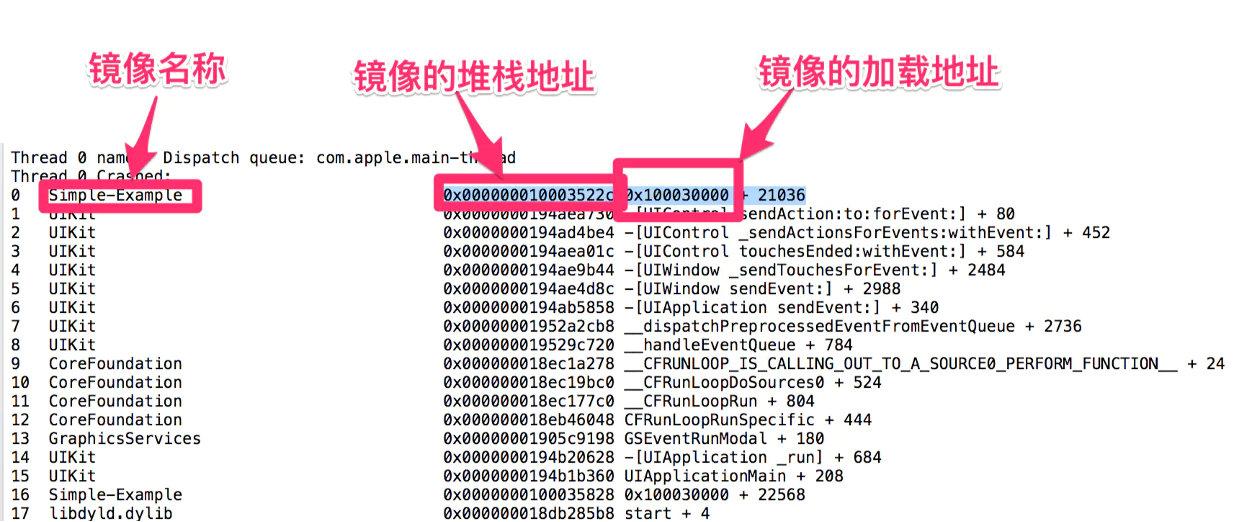 镜像名称
镜像的堆栈地址
镜像的加载地址
Thread 0 name: Dispatch queue: com.apple.main-thread
Thread 0 Crashed:
0 Simple-Example 0x000000010003522c 0x100030000 + 21036
1 UIKit 0x0000000194aea730 -[UIControl sendAction:to:forEvent:] + 80
2 UIKit 0x0000000194ad4be4 -[UIControl _sendActionsForEvents:withEvent:] + 452
3 UIKit 0x0000000194aea01c -[UIControl touchesEnded:withEvent:] + 584
4 UIKit 0x0000000194ae9b44 -[UIWindow _sendTouchesForEvent:] + 2484
5 UIKit 0x0000000194ae4d8c -[UIWindow sendEvent:] + 2988
6 UIKit 0x0000000194ab5858 -[UIApplication sendEvent:] + 340
7 UIKit 0x00000001952a2cb8 __dispatchPreprocessedEventFromEventQueue + 2736
8 UIKit 0x000000019529c720 __handleEventQueue + 784
9 CoreFoundation 0x000000018ec1a278 __CFRUNLOOP_IS_CALLING_OUT_TO_A_SOURCE0_PERFORM_FUNCTION__ + 24
10 CoreFoundation 0x000000018ec19bc0 __CFRunLoopDoSources0 + 524
11 CoreFoundation 0x000000018ec177c0 __CFRunLoopRun + 804
12 CoreFoundation 0x000000018eb46048 CFRunLoopRunSpecific + 444
13 GraphicsServices 0x00000001905c9198 GSEventRunModal + 180
14 UIKit 0x0000000194b20628 -[UIApplication _run] + 684
15 UIKit 0x0000000194b1b360 UIApplicationMain + 208
16 Simple-Example 0x0000000100035828 0x100030000 + 22568
17 libdyld.dylib 0x000000018db285b8 start + 4